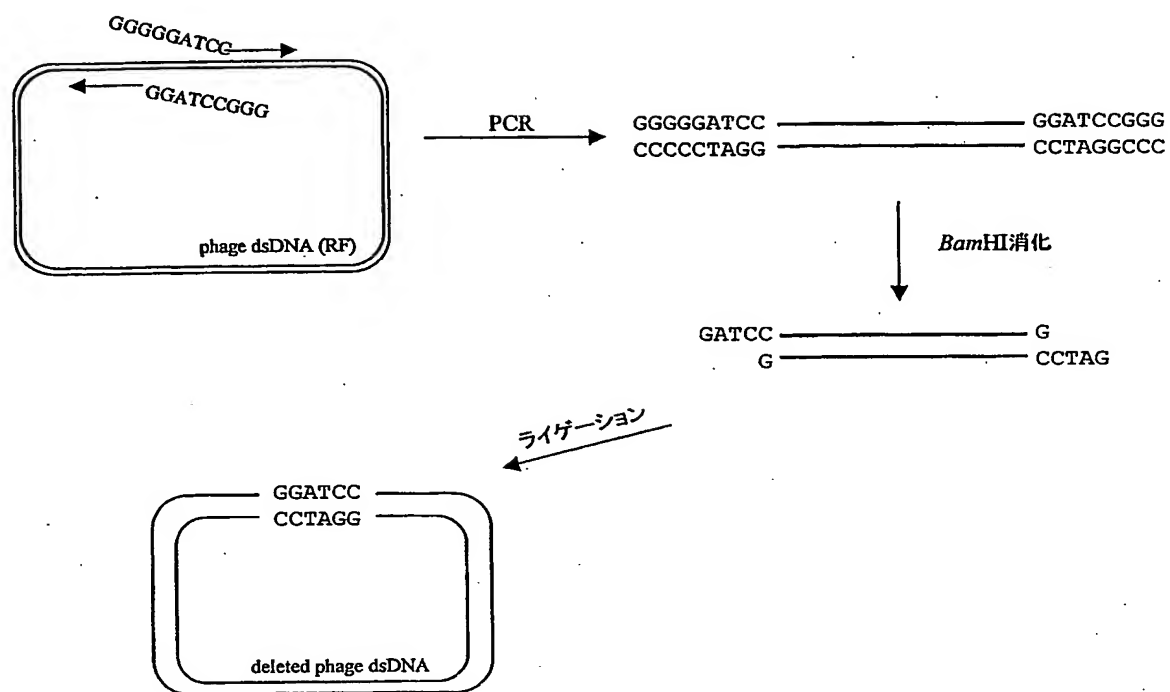 GGGGGATCC
GGATCCGGG
phage dsDNA (RF)
PCR
GGGGGATCC GGATCCGGG
CCCCCTAGG CCTAGGCCC
BamHI消化
GATCC G
G CCTAG
ライゲーション
GGATCC
CCTAGG
deleted phage dsDNA